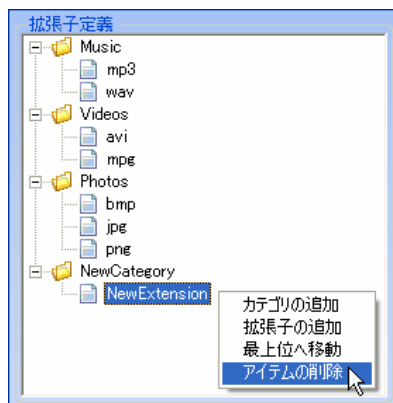 拡張子定義
Music
mp3
wav
Videos
avi
mpg
Photos
bmp
jpg
png
NewCategory
NewExtension
カテゴリの追加
拡張子の追加
最上位へ移動
アイテムの削除